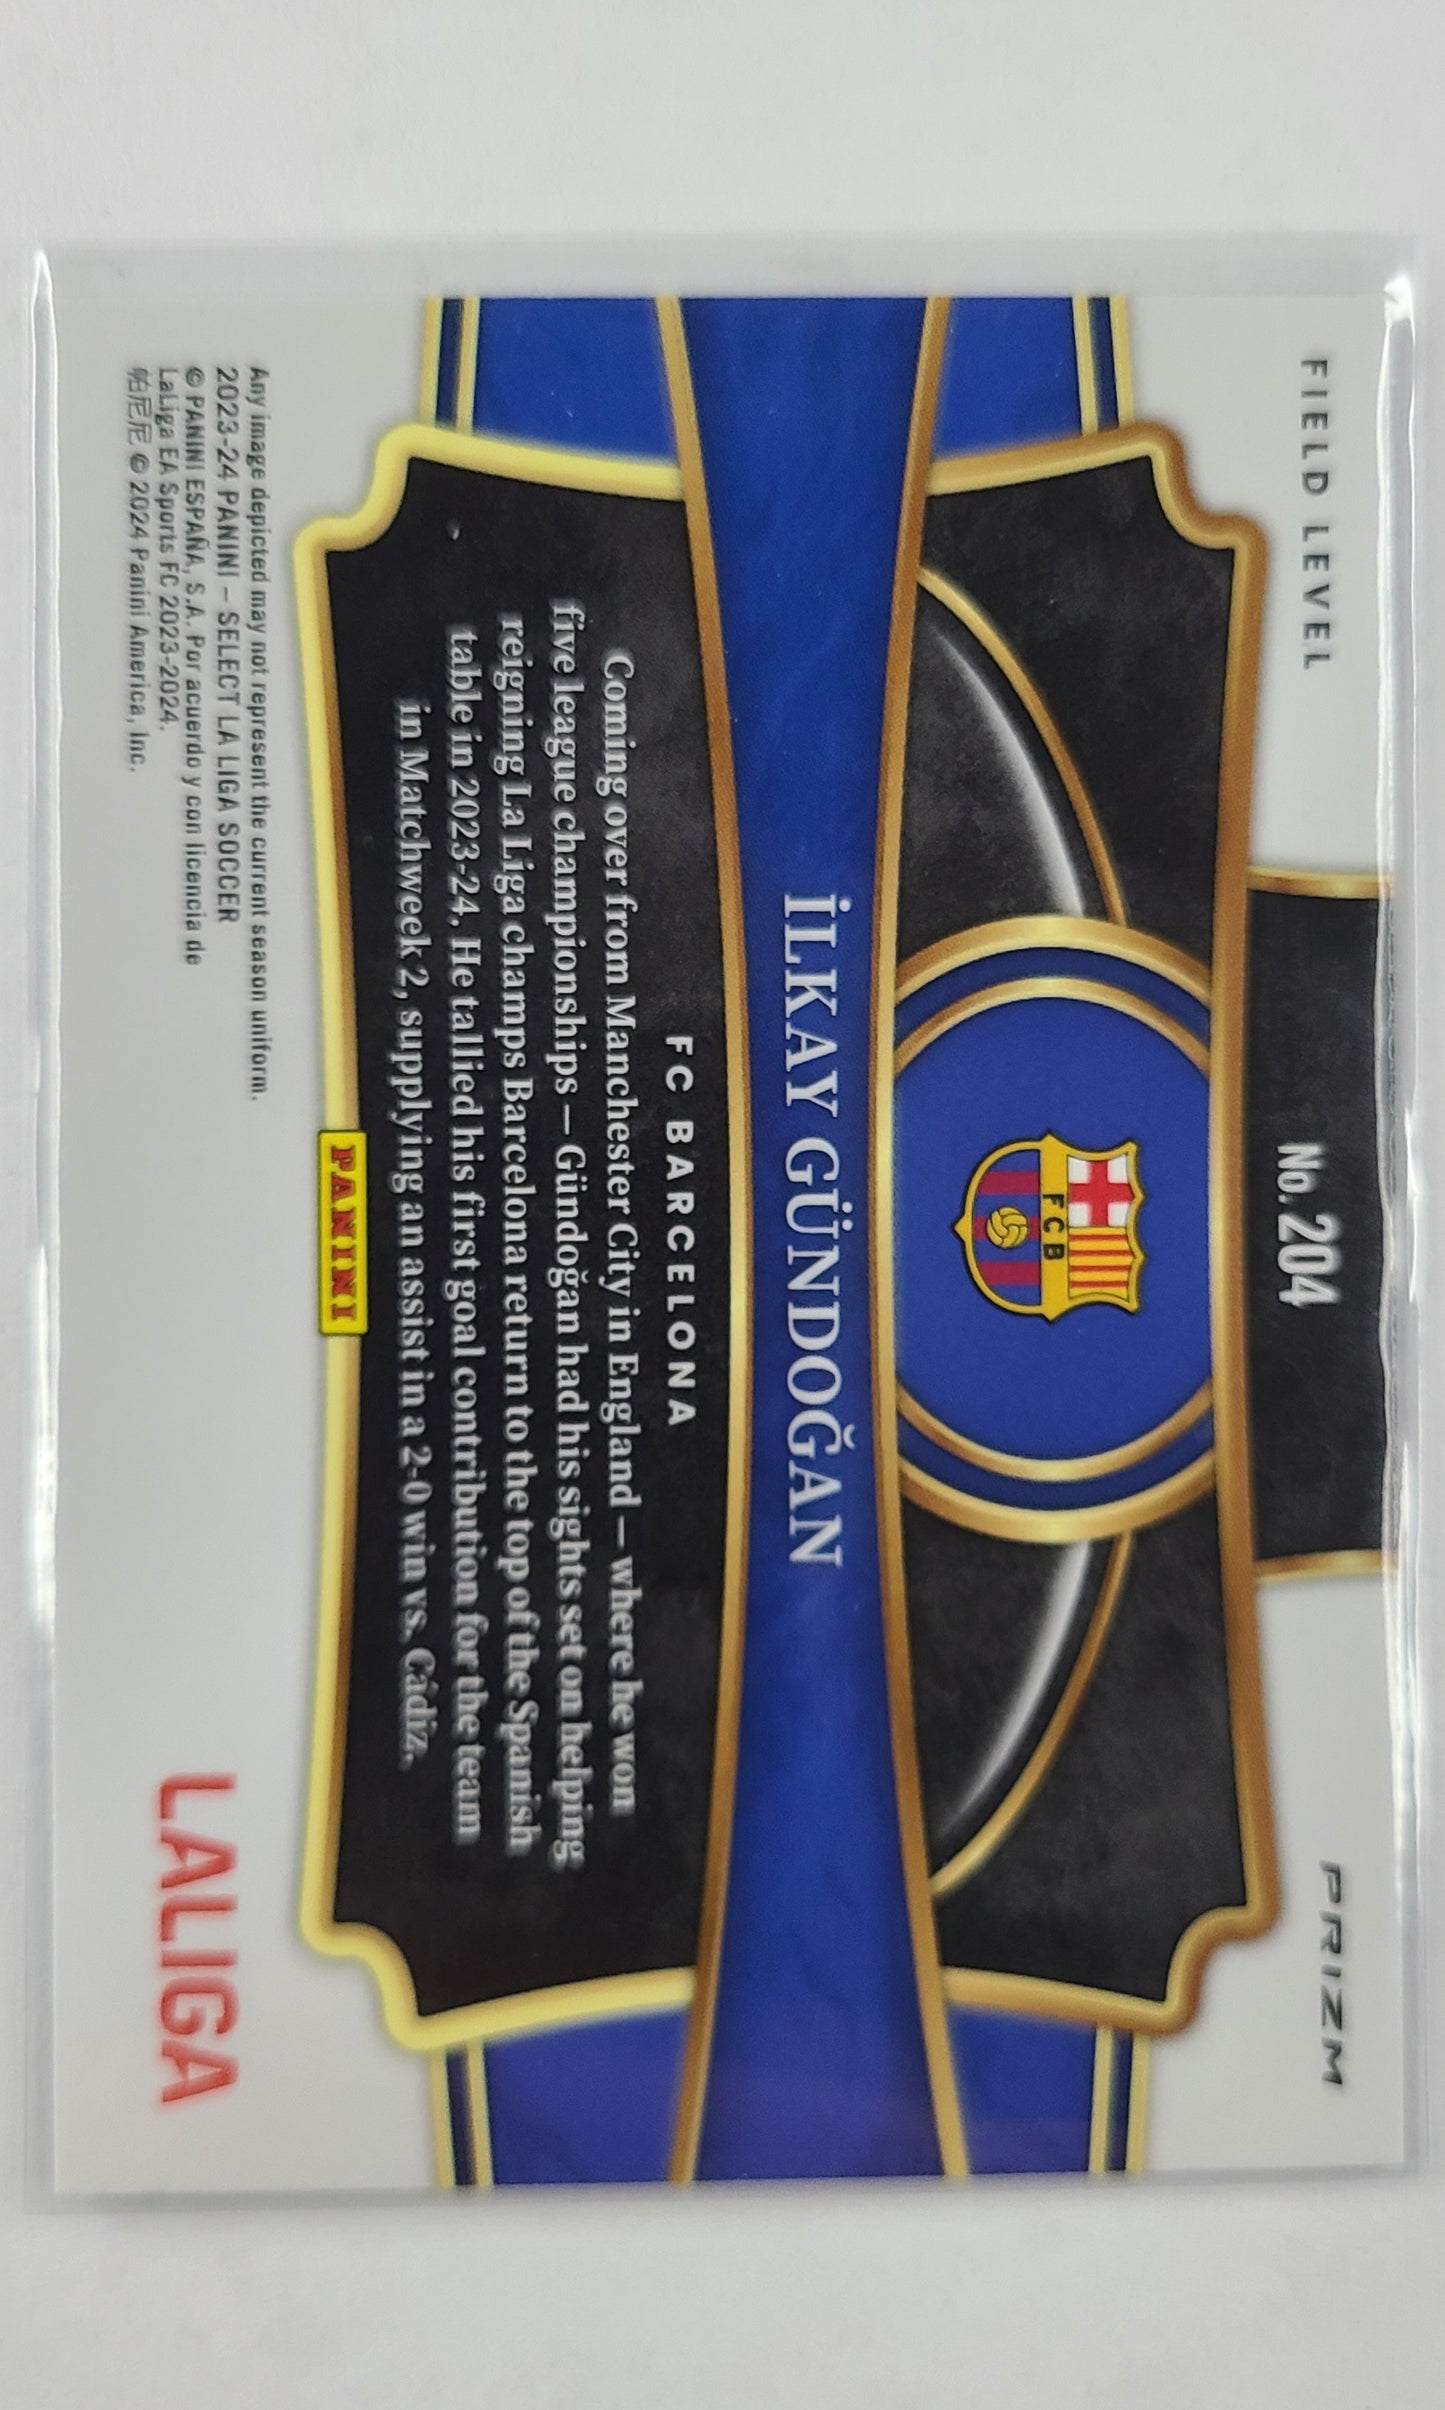 FIELD LEVEL
No. 204
PRIZM
FCB
İLKAY GÜNDOĞAN
FC BARCELONA
Coming over from Manchester City in England – where he won
five league championships – Gündoğan had his sights set on helping
reigning La Liga champs Barcelona return to the top of the Spanish
table in 2023-24. He tallied his first goal contribution for the team
in Matchweek 2, supplying an assist in a 2-0 win vs. Cádiz.
PANINI
Any image depicted may not represent the current season uniform.
2023-24 PANINI – SELECT LA LIGA SOCCER
© PANINI ESPAÑA, S.A. Por acuerdo y con licencia de
LaLiga EA Sports FC 2023-2024.
帕尼尼 © 2024 Panini America, Inc.
LALIGA